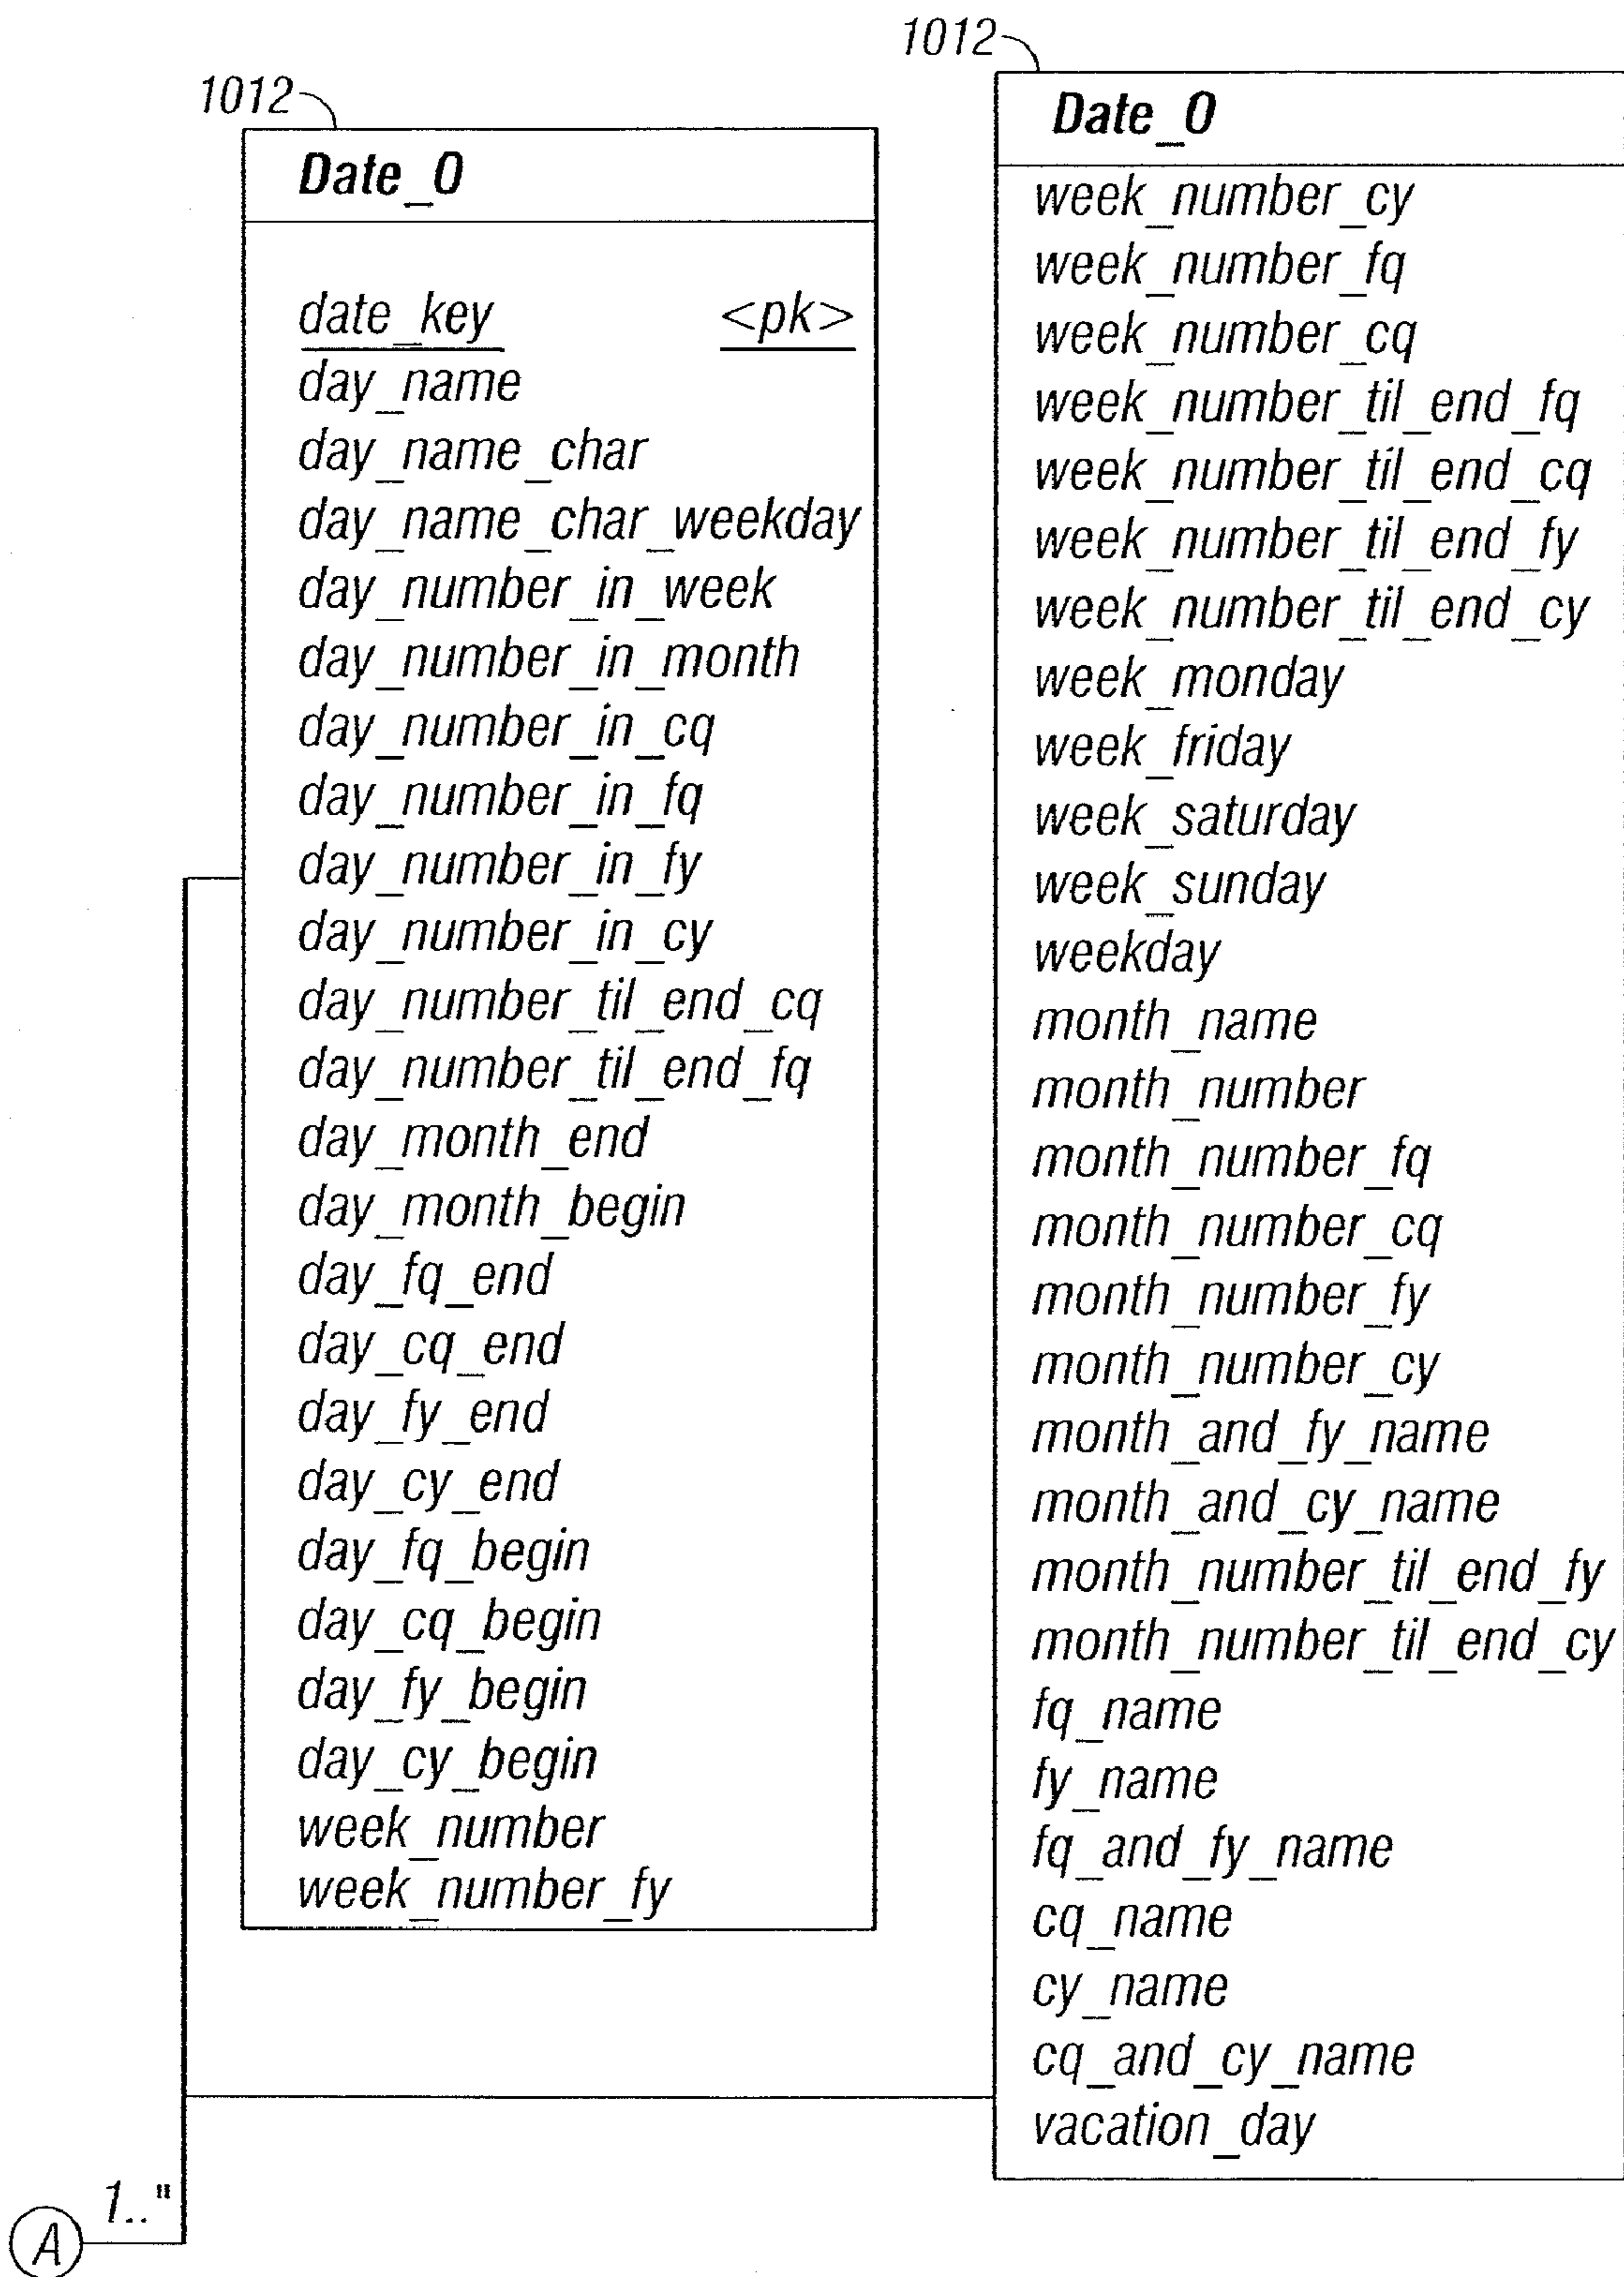 1012
Date_0
date_key <pk>
day_name
day_name_char
day_name_char_weekday
day_number_in_week
day_number_in_month
day_number_in_cq
day_number_in_fq
day_number_in_fy
day_number_in_cy
day_number_til_end_cq
day_number_til_end_fq
day_month_end
day_month_begin
day_fq_end
day_cq_end
day_fy_end
day_cy_end
day_fq_begin
day_cq_begin
day_fy_begin
day_cy_begin
week_number
week_number_fy
1012
Date_0
week_number_cy
week_number_fq
week_number_cq
week_number_til_end_fq
week_number_til_end_cq
week_number_til_end_fy
week_number_til_end_cy
week_monday
week_friday
week_saturday
week_sunday
weekday
month_name
month_number
month_number_fq
month_number_cq
month_number_fy
month_number_cy
month_and_fy_name
month_and_cy_name
month_number_til_end_fy
month_number_til_end_cy
fq_name
fy_name
fq_and_fy_name
cq_name
cy_name
cq_and_cy_name
vacation_day
1.."
A